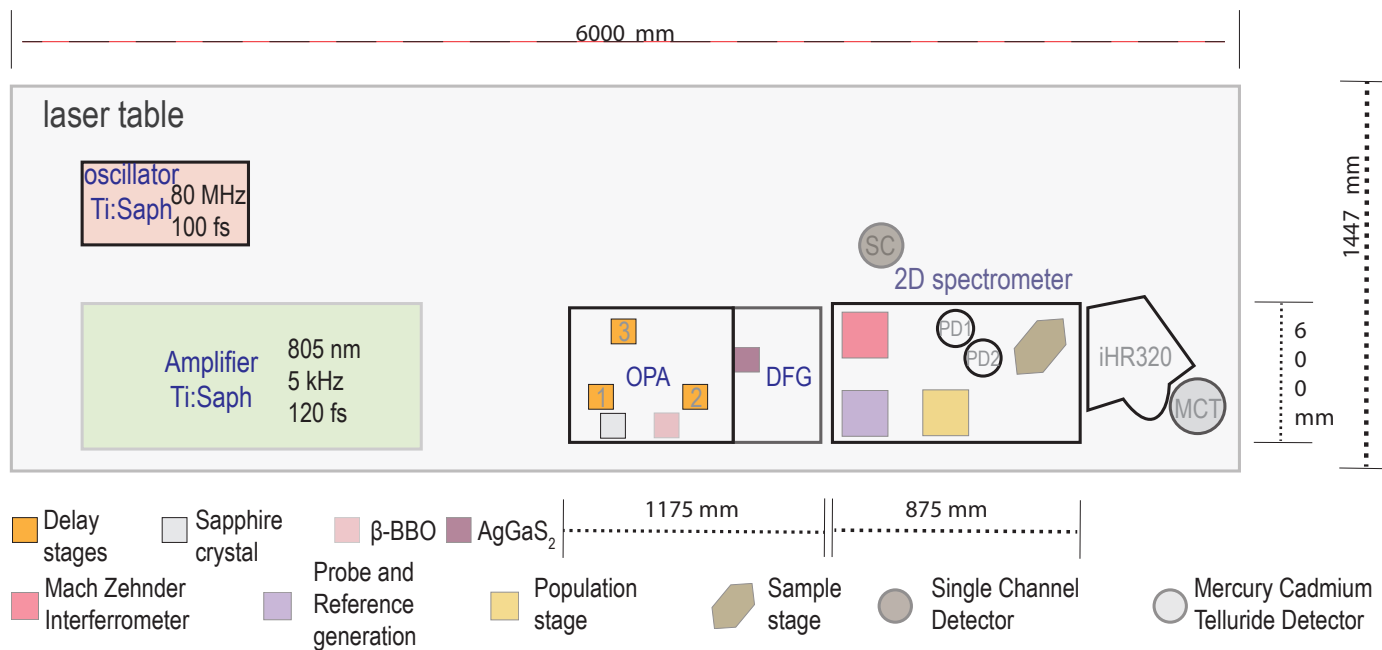 6000 mm
laser table
oscillator
Ti:Saph
80 MHz
100 fs
1447 mm
SC
2D spectrometer
Amplifier
Ti:Saph
805 nm
5 kHz
120 fs
3
1
2
OPA
DFG
PD1
PD2
iHR320
MCT
600 mm
1175 mm
875 mm
Delay
stages
Sapphire
crystal
β-BBO
AgGaS₂
Mach Zehnder
Interferrometer
Probe and
Reference
generation
Population
stage
Sample
stage
Single Channel
Detector
Mercury Cadmium
Telluride Detector